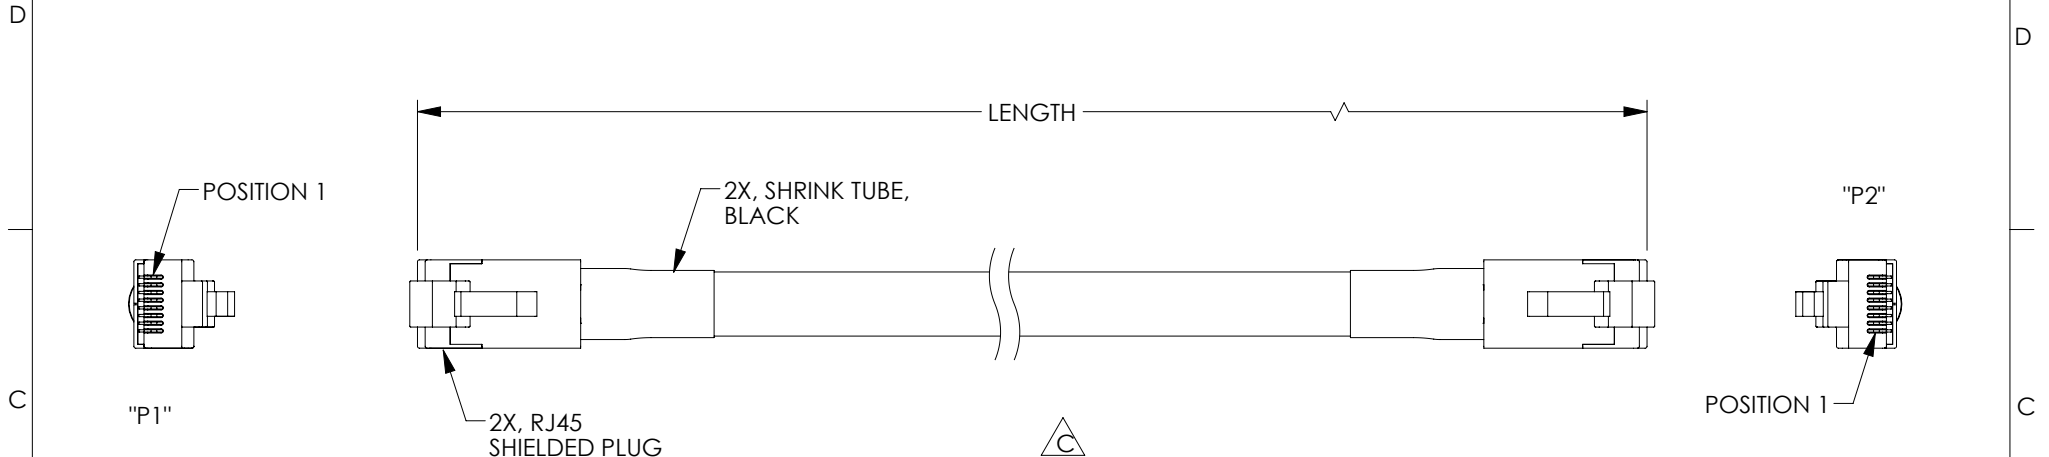 D
D
LENGTH
POSITION 1
2X, SHRINK TUBE,
BLACK
"P2"
C
"P1"
2X, RJ45
SHIELDED PLUG
C
POSITION 1
C